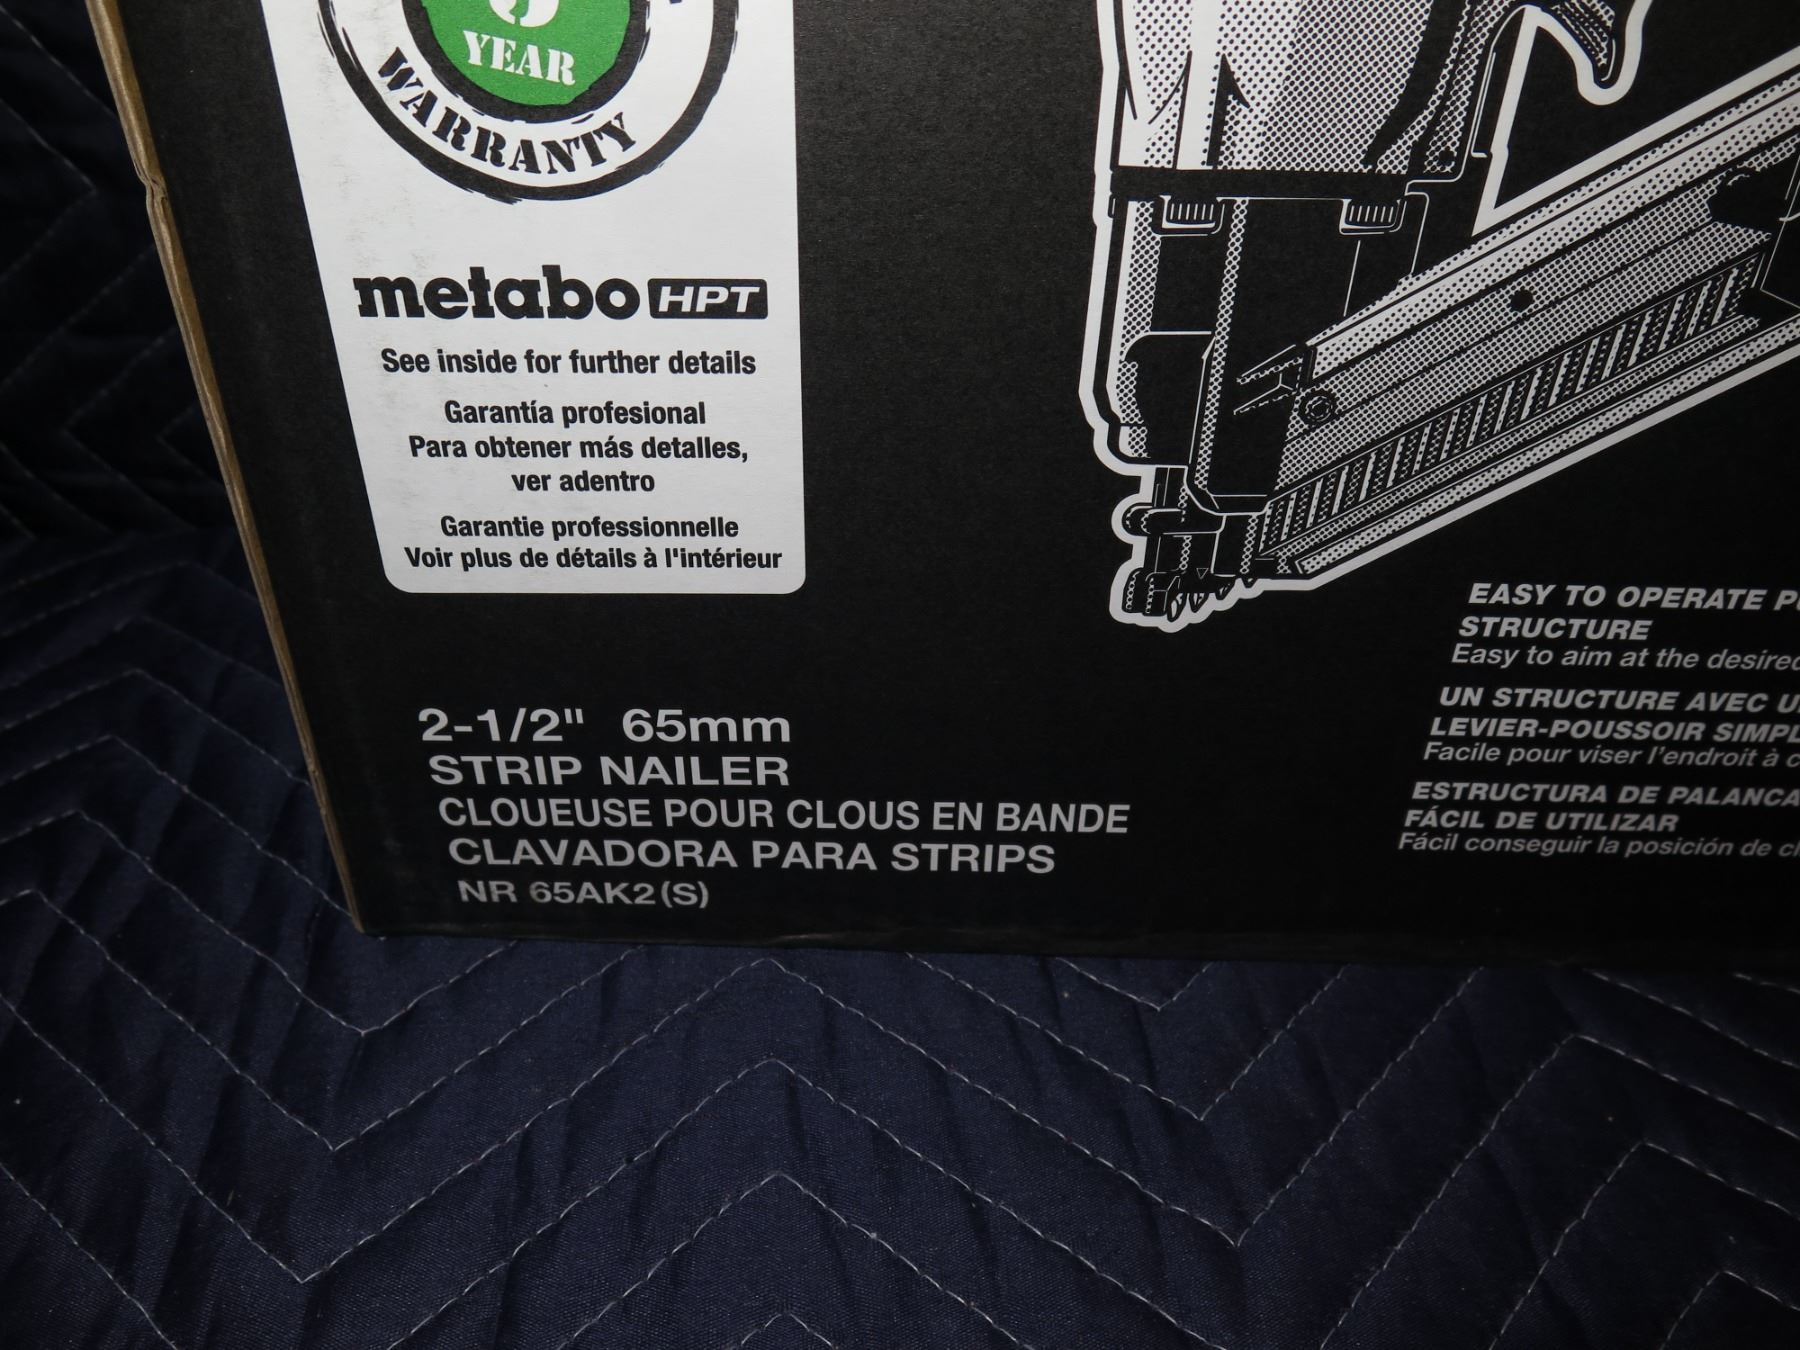 YEAR
WARRANTY
metabo HPT
See inside for further details
Garantía profesional
Para obtener más detalles,
ver adentro
Garantie professionnelle
Voir plus de détails à l'intérieur
2-1/2" 65mm
STRIP NAILER
CLOUEUSE POUR CLOUS EN BANDE
CLAVADORA PARA STRIPS
NR 65AK2(S)
EASY TO OPERATE
STRUCTURE
Easy to aim at the desired
UN STRUCTURE AVEC
LEVIER-POUSSOIR
Facile pour viser l'endroit à
ESTRUCTURA DE PALANCA
FÁCIL DE UTILIZAR
Fácil conseguir la posición de